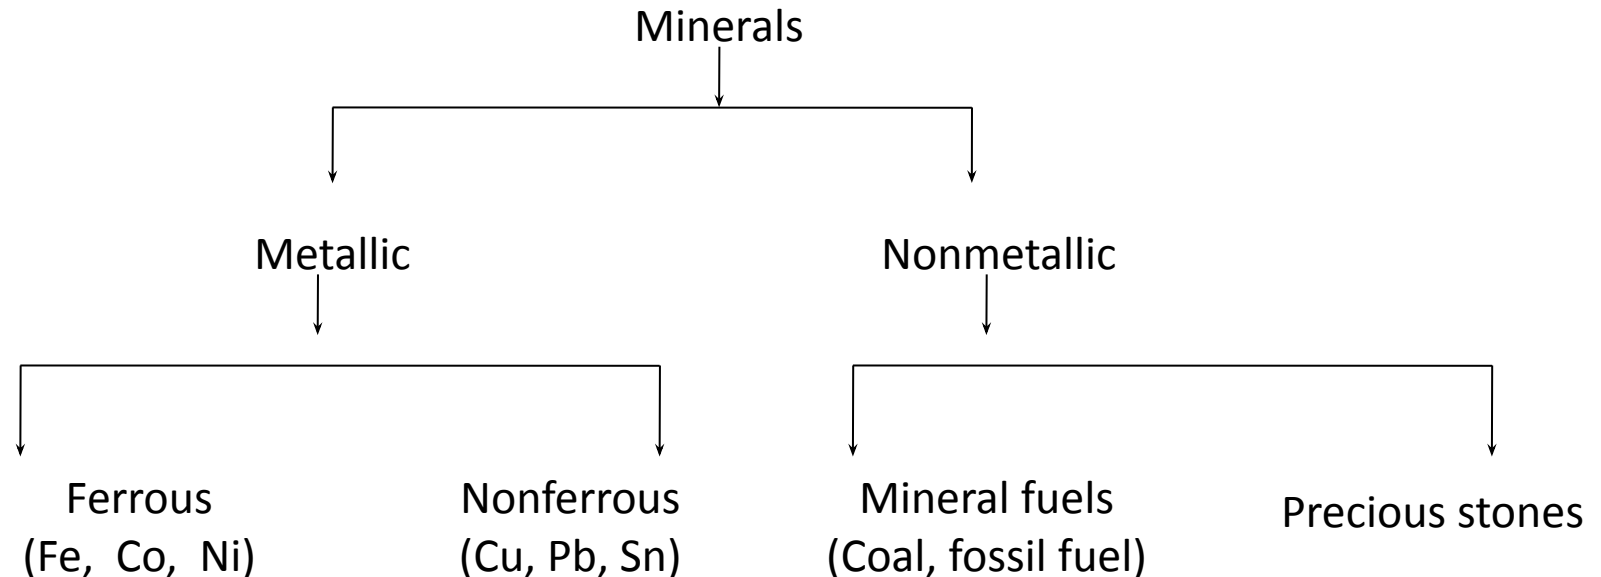 Minerals
Metallic
Nonmetallic
Ferrous
(Fe, Co, Ni)
Nonferrous
(Cu, Pb, Sn)
Mineral fuels
(Coal, fossil fuel)
Precious stones